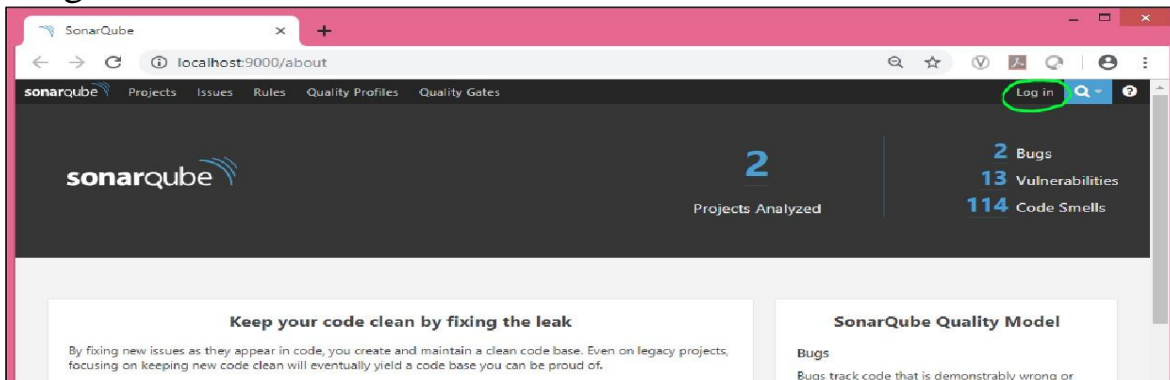 SonarQube
localhost:9000/about
sonarqube Projects Issues Rules Quality Profiles Quality Gates Log in
sonarqube
2
Projects Analyzed
2 Bugs
13 Vulnerabilities
114 Code Smells
Keep your code clean by fixing the leak
By fixing new issues as they appear in code, you create and maintain a clean code base. Even on legacy projects,
focusing on keeping new code clean will eventually yield a code base you can be proud of.
SonarQube Quality Model
Bugs
Bugs track code that is demonstrably wrong or